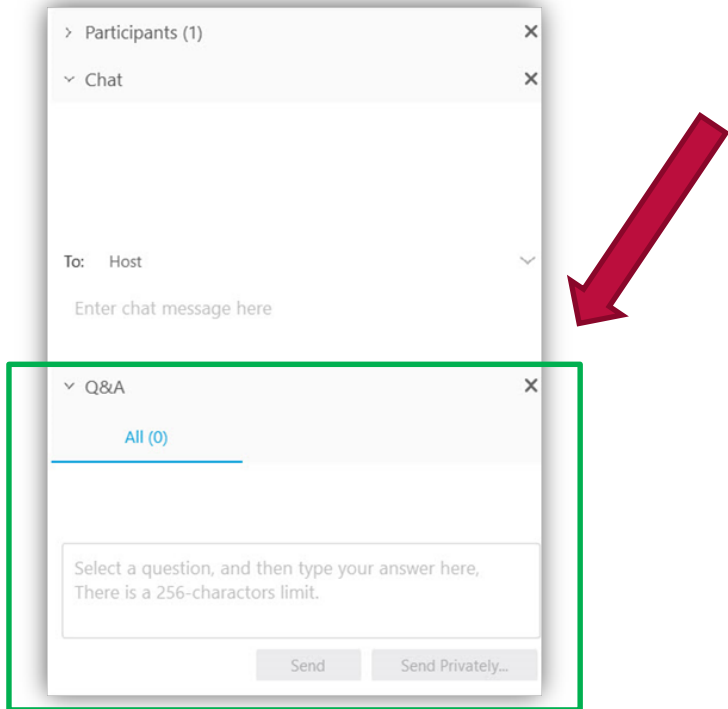 Participants (1)
Chat
To: Host
Enter chat message here
Q&A
All (0)
Select a question, and then type your answer here,
There is a 256-charactors limit.
Send Send Privately...